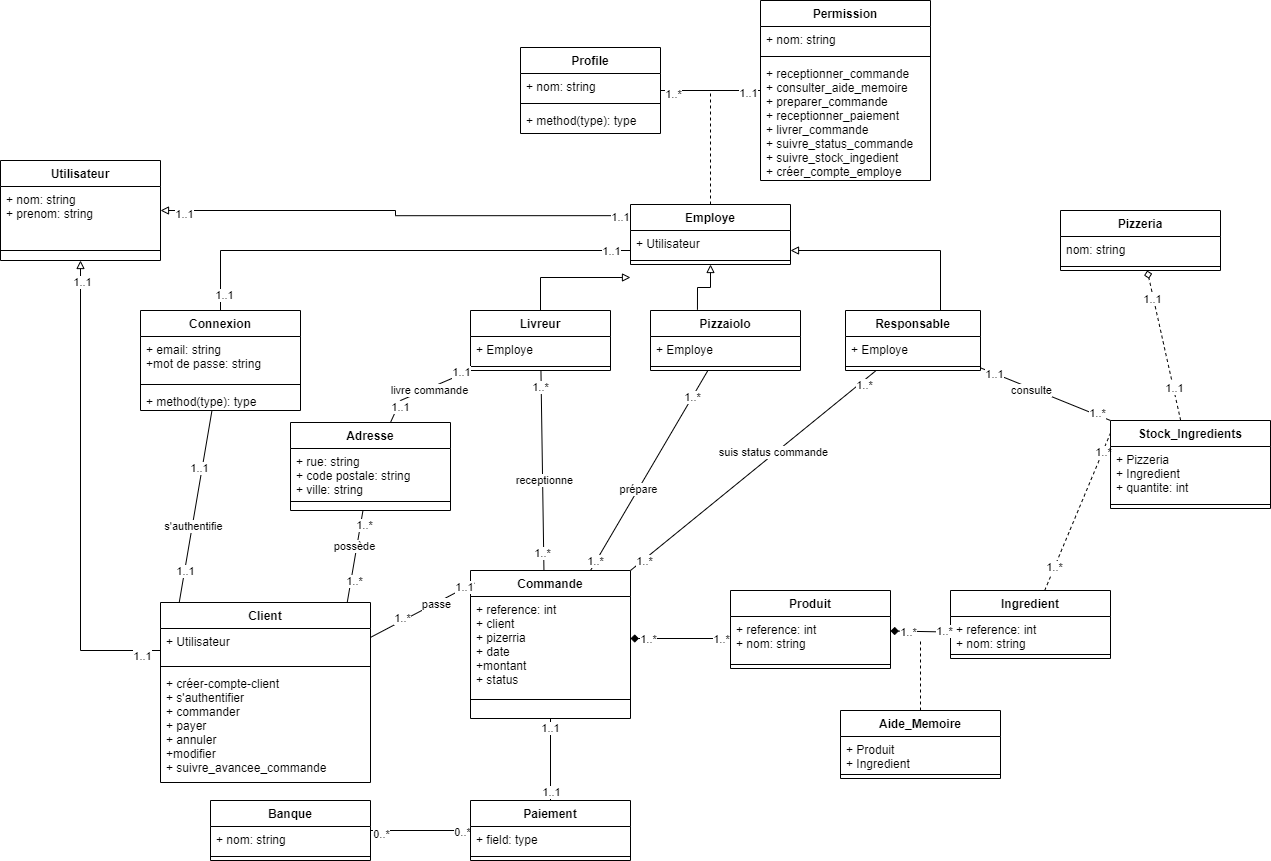 Permission
+ nom: string
+ receptionner_commande
+ consulter_aide_memoire
+ preparer_commande
+ receptionner_paiement
+ livrer_commande
+ suivre_status_commande
+ suivre_stock_ingedient
+ créer_compte_employe
Profile
+ nom: string
+ method(type): type
1..*
1..1
Utilisateur
+ nom: string
+ prenom: string
1..1
1..1
1..1
Employe
+ Utilisateur
1..1
1..1
Pizzeria
nom: string
1..1
1..1
Connexion
+ email: string
+mot de passe: string
+ method(type): type
Livreur
+ Employe
Pizzaiolo
+ Employe
Responsable
+ Employe
1..1
livre commande
1..1
1..*
1..*
1..*
1..1
consulte
1..*
Adresse
+ rue: string
+ code postale: string
+ ville: string
Stock_Ingredients
+ Pizzeria
+ Ingredient
+ quantite: int
1..*
1..*
1..1
s'authentifie
1..1
1..*
possède
1..*
receptionne
1..*
prépare
1..*
suis status commande
1..*
1..1
passe
1..*
1..1
Client
+ Utilisateur
+ créer-compte-client
+ s'authentifier
+ commander
+ payer
+ annuler
+modifier
+ suivre_avancee_commande
Commande
+ reference: int
+ client
+ pizerria
+ date
+montant
+ status
1..*
1..*
Produit
+ reference: int
+ nom: string
1..*
1..*
Ingredient
+ reference: int
+ nom: string
Aide_Memoire
+ Produit
+ Ingredient
1..1
1..1
Banque
+ nom: string
0..*
0..*
Paiement
+ field: type